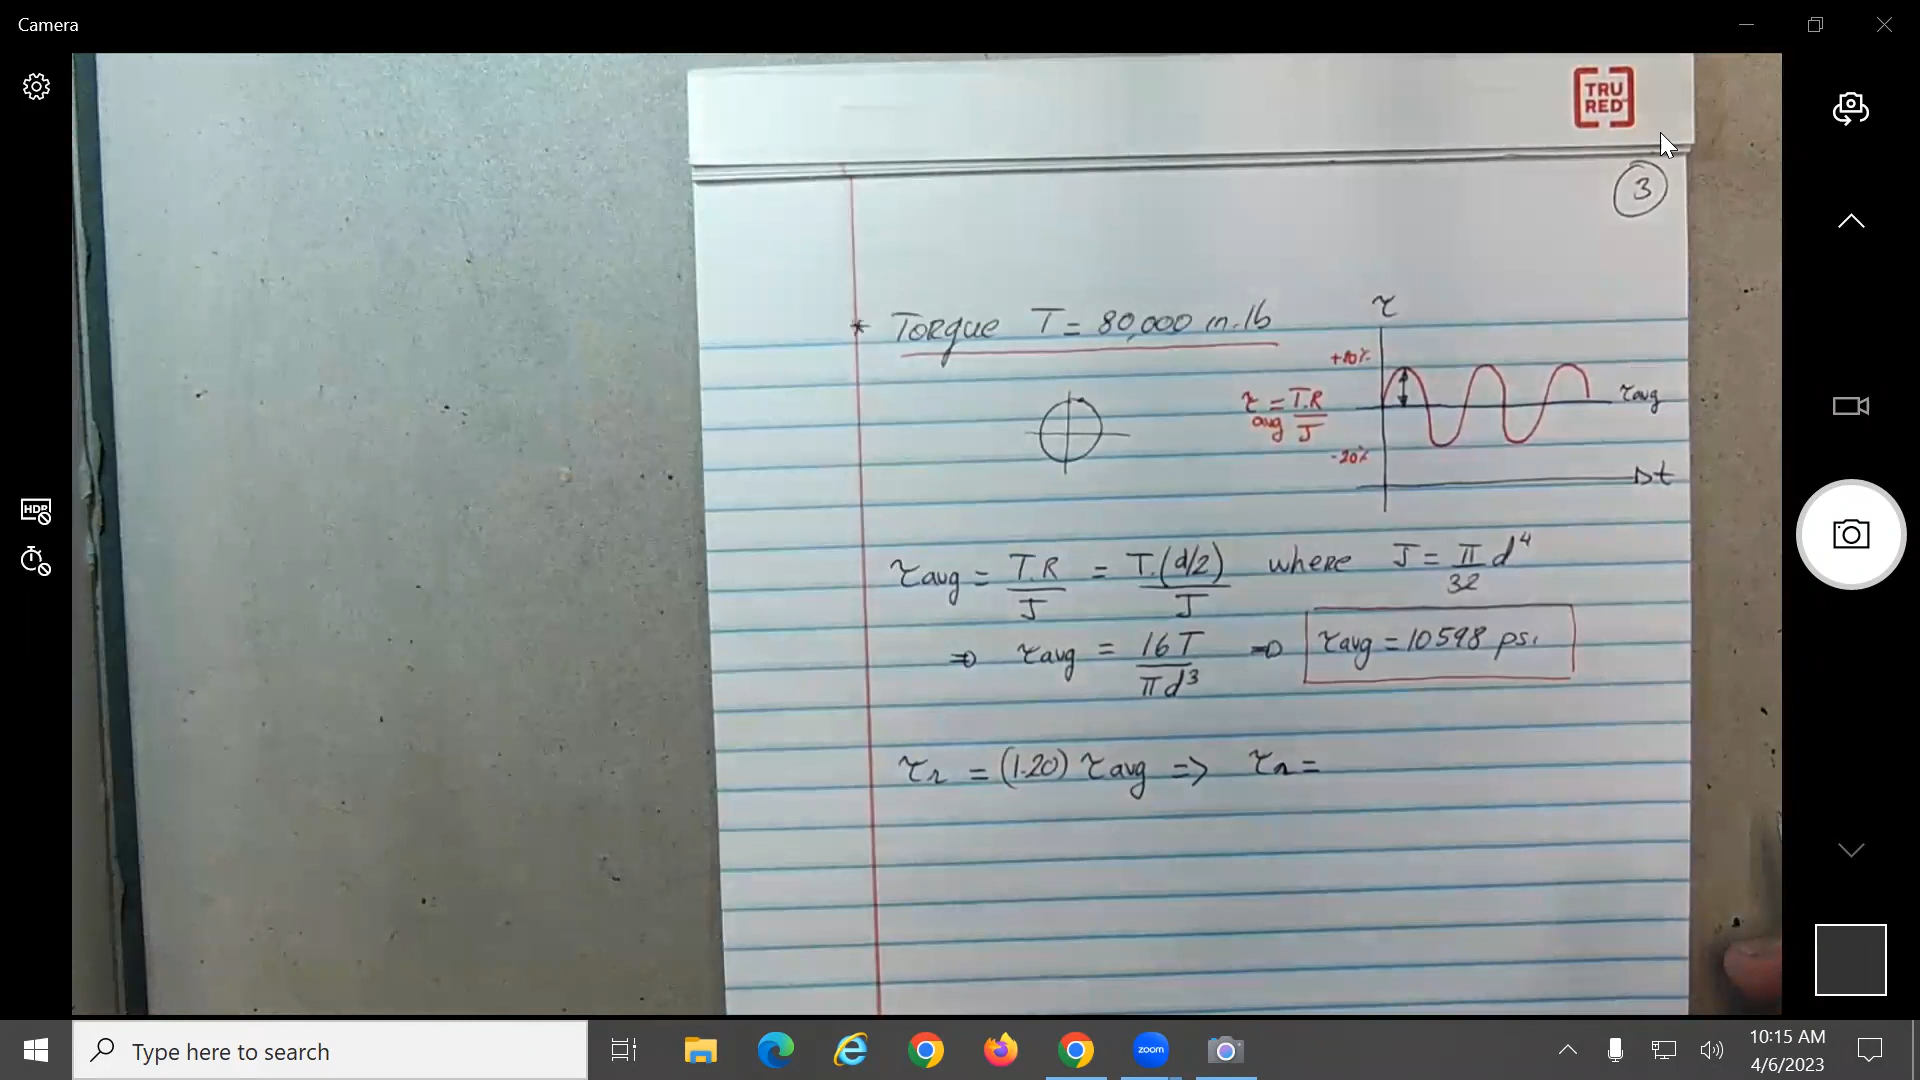 Camera
TRU
RED
3
* Torque T = 80,000 in.lb
τ
+20%
τavg = T.R / J
τavg
-20%
t
τavg = T.R / J = T.(d/2) / J where J = π/32 d⁴
⇒ τavg = 16T / πd³ ⇒ τavg = 10598 psi
τr = (1.20) τavg => τr =
HDR
Type here to search
zoom
10:15 AM
4/6/2023